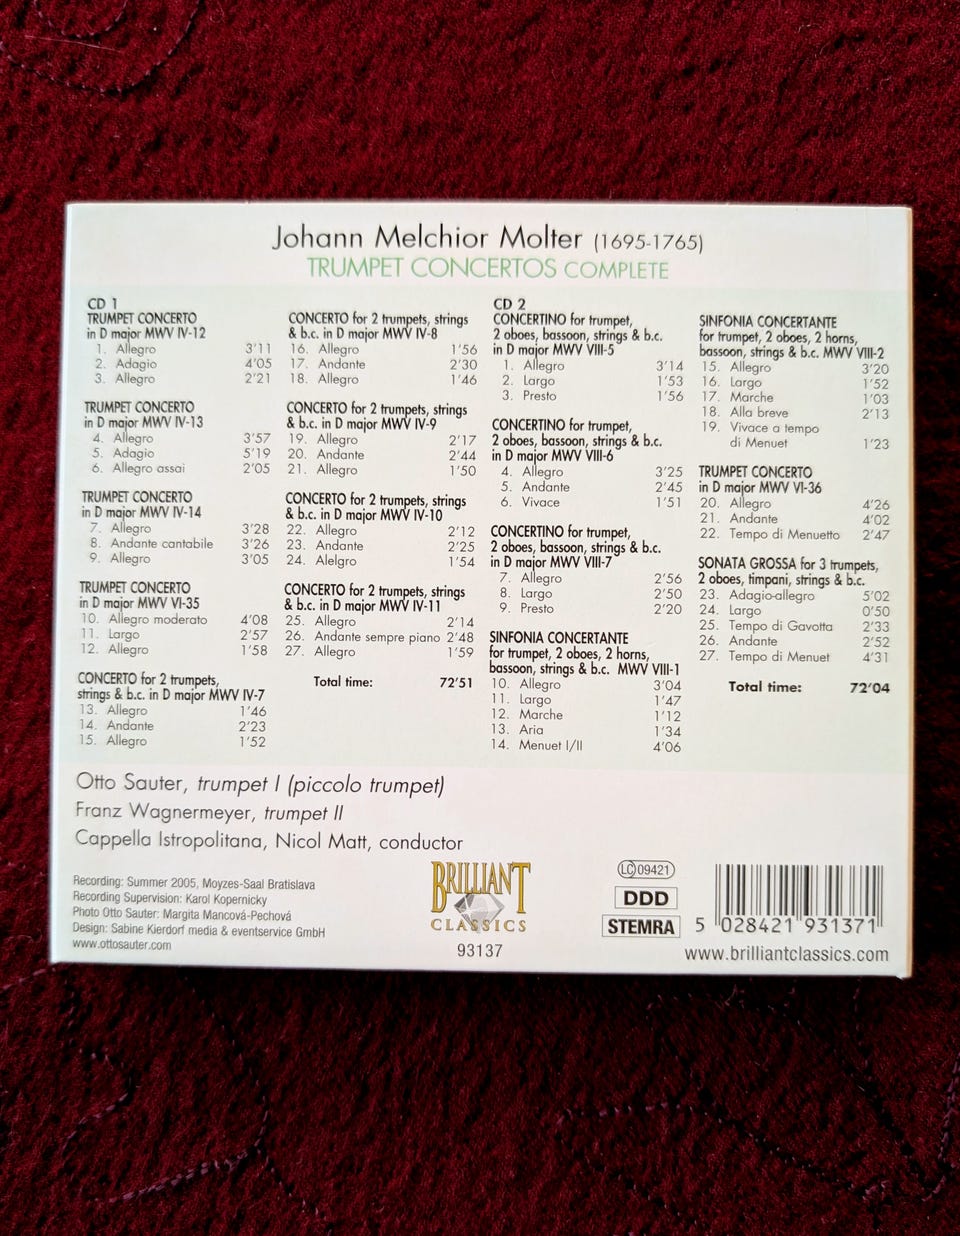 Johann Melchior Molter (1695-1765)
TRUMPET CONCERTOS COMPLETE
CD 1
TRUMPET CONCERTO
in D major MWV IV-12
1. Allegro 3'11
2. Adagio 4'05
3. Allegro 2'21
TRUMPET CONCERTO
in D major MWV IV-13
4. Allegro 3'57
5. Adagio 5'19
6. Allegro assai 2'05
TRUMPET CONCERTO
in D major MWV IV-14
7. Allegro 3'28
8. Andante cantabile 3'26
9. Allegro 3'05
TRUMPET CONCERTO
in D major MWV VI-35
10. Allegro moderato 4'08
11. Largo 2'57
12. Allegro 1'58
CONCERTO for 2 trumpets,
strings & b.c. in D major MWV IV-7
13. Allegro 1'46
14. Andante 2'23
15. Allegro 1'52
CONCERTO for 2 trumpets, strings
& b.c. in D major MWV IV-8
16. Allegro 1'56
17. Andante 2'30
18. Allegro 1'46
CONCERTO for 2 trumpets, strings
& b.c. in D major MWV IV-9
19. Allegro 2'17
20. Andante 2'44
21. Allegro 1'50
CONCERTO for 2 trumpets, strings
& b.c. in D major MWV IV-10
22. Allegro 2'12
23. Andante 2'25
24. Alelgro 1'54
CONCERTO for 2 trumpets, strings
& b.c. in D major MWV IV-11
25. Allegro 2'14
26. Andante sempre piano 2'48
27. Allegro 1'59
Total time: 72'51
CD 2
CONCERTINO for trumpet,
2 oboes, bassoon, strings & b.c.
in D major MWV VIII-5
1. Allegro 3'14
2. Largo 1'53
3. Presto 1'56
CONCERTINO for trumpet,
2 oboes, bassoon, strings & b.c.
in D major MWV VIII-6
4. Allegro 3'25
5. Andante 2'45
6. Vivace 1'51
CONCERTINO for trumpet,
2 oboes, bassoon, strings & b.c.
in D major MWV VIII-7
7. Allegro 2'56
8. Largo 2'50
9. Presto 2'20
SINFONIA CONCERTANTE
for trumpet, 2 oboes, 2 horns,
bassoon, strings & b.c. MWV VIII-1
10. Allegro 3'04
11. Largo 1'47
12. Marche 1'12
13. Aria 1'34
14. Menuet I/II 4'06
SINFONIA CONCERTANTE
for trumpet, 2 oboes, 2 horns,
bassoon, strings & b.c. MWV VIII-2
15. Allegro 3'20
16. Largo 1'52
17. Marche 1'03
18. Alla breve 2'13
19. Vivace a tempo
di Menuet 1'23
TRUMPET CONCERTO
in D major MWV VI-36
20. Allegro 4'26
21. Andante 4'02
22. Tempo di Menuetto 2'47
SONATA GROSSA for 3 trumpets,
2 oboes, timpani, strings & b.c.
23. Adagio-allegro 5'02
24. Largo 0'50
25. Tempo di Gavotta 2'33
26. Andante 2'52
27. Tempo di Menuet 4'31
Total time: 72'04
Otto Sauter, trumpet I (piccolo trumpet)
Franz Wagnermeyer, trumpet II
Cappella Istropolitana, Nicol Matt, conductor
Recording: Summer 2005, Moyzes-Saal Bratislava
Recording Supervision: Karol Kopernicky
Photo Otto Sauter: Margita Mancová-Pechová
Design: Sabine Kierdorf media & eventservice GmbH
www.ottosauter.com
BRILLIANT
CLASSICS
93137
LC 09421
DDD
STEMRA
5 028421 931371
www.brilliantclassics.com